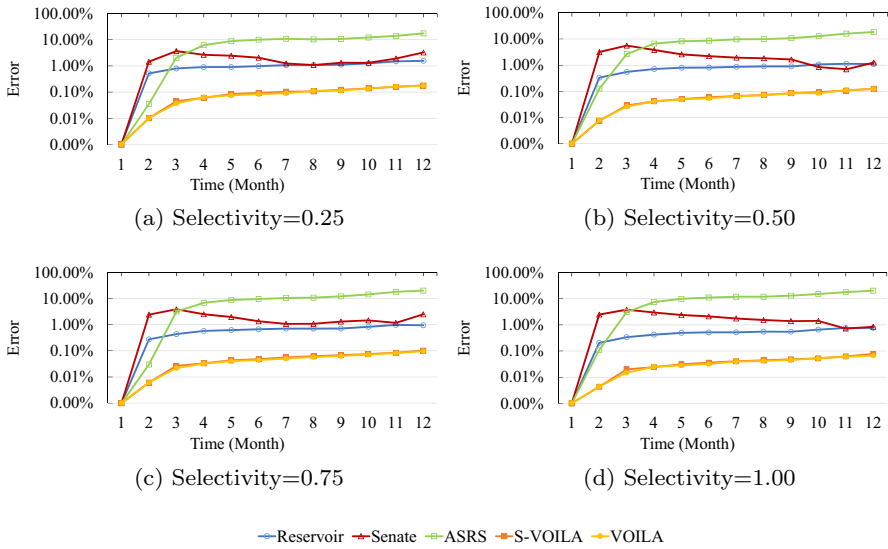 100.00%
10.00%
1.00%
0.10%
0.01%
0.00%
Error
1 2 3 4 5 6 7 8 9 10 11 12
Time (Month)
(a) Selectivity=0.25
100.00%
10.00%
1.00%
0.10%
0.01%
0.00%
Error
1 2 3 4 5 6 7 8 9 10 11 12
Time (Month)
(b) Selectivity=0.50
100.00%
10.00%
1.00%
0.10%
0.01%
0.00%
Error
1 2 3 4 5 6 7 8 9 10 11 12
Time (Month)
(c) Selectivity=0.75
100.00%
10.00%
1.00%
0.10%
0.01%
0.00%
Error
1 2 3 4 5 6 7 8 9 10 11 12
Time (Month)
(d) Selectivity=1.00
Reservoir Senate ASRS S-VOILA VOILA